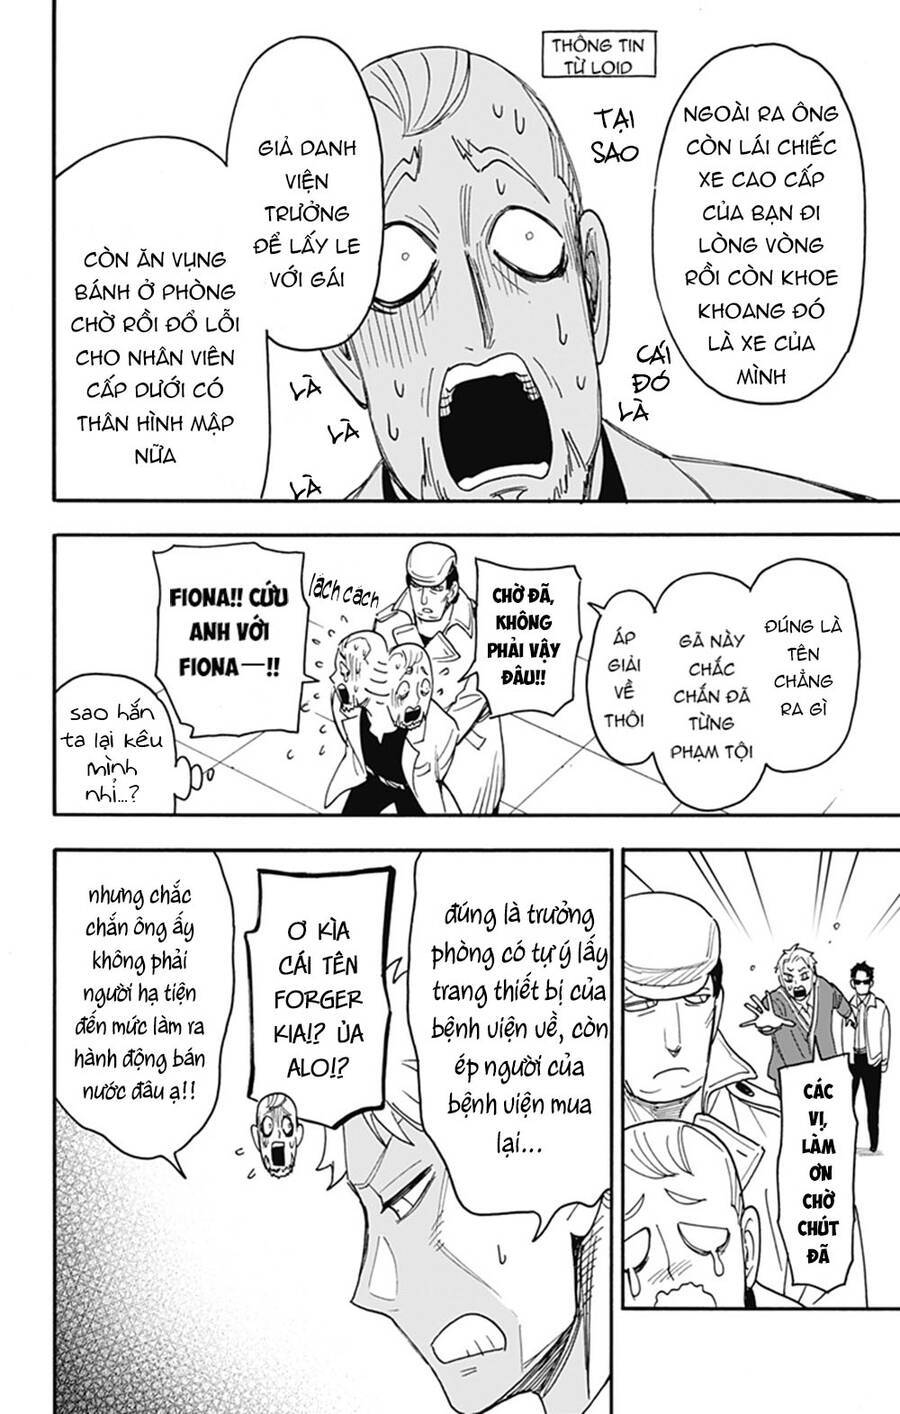 THÔNG TIN
TỪ LOID
NGOÀI RA ÔNG
CÒN LÁI CHIẾC
XE CAO CẤP
CỦA BẠN ĐI
LÒNG VÒNG
RỒI CÒN KHOE
KHOANG ĐÓ
LÀ XE CỦA
MÌNH
TẠI
SAO
CÁI
ĐÓ
LÀ
GIẢ DANH
VIỆN
TRƯỞNG
ĐỂ LẤY LE
VỚI GÁI
LÀ
LÀ
LÀ
CÒN ĂN VỤNG
BÁNH Ở PHÒNG
CHỜ RỒI ĐỔ LỖI
CHO NHÂN VIÊN
CẤP DƯỚI CÓ
THÂN HÌNH MẬP
NỮA
ĐÚNG LÀ
TÊN
CHẲNG
RA GÌ
GÃ NÀY
CHẮC
CHẮN ĐÃ
TỪNG
PHẠM TỘI
ÁP
GIẢI
VỀ
THÔI
CHỜ ĐÃ,
KHÔNG
PHẢI VẬY
ĐÂU!!
lách cách
FIONA!! CỨU
ANH VỚI
FIONA—!!
sao hắn
ta lại kêu
mình
nhỉ...?
CÁC
VỊ,
LÀM
ƠN
CHỜ
CHÚT
ĐÃ
đúng là trưởng
phòng có tự ý lấy
trang thiết bị của
bệnh viện về, còn
ép người của
bệnh viện mua
lại...
Ơ KÌA
CÁI TÊN
FORGER
KIA!? ỦA
ALO!?
nhưng chắc
chắn ông ấy
không phải
người hạ tiện
đến mức làm ra
hành động bán
nước đâu ạ!!